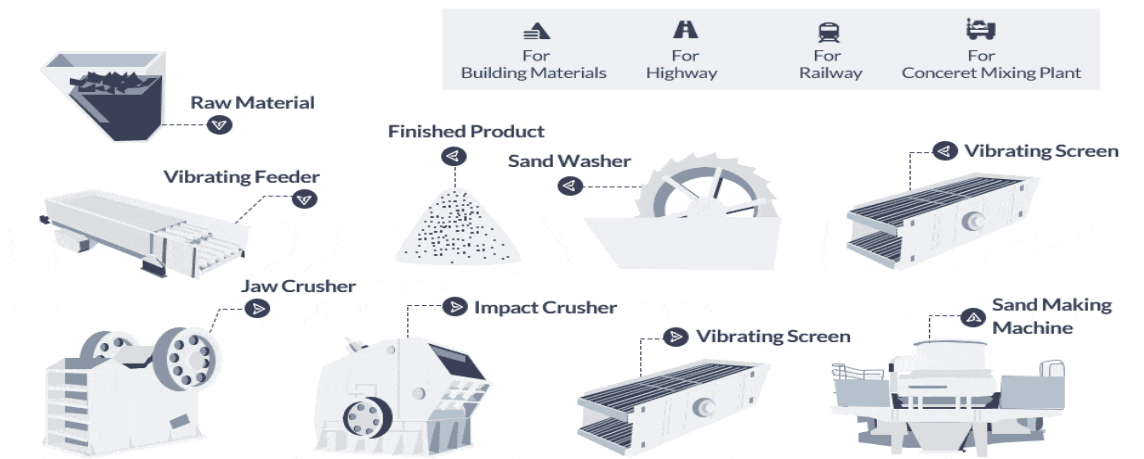 For
Building Materials
For
Highway
For
Railway
For
Conceret Mixing Plant
Raw Material
Finished Product
Sand Washer
Vibrating Screen
Vibrating Feeder
Jaw Crusher
Impact Crusher
Vibrating Screen
Sand Making
Machine